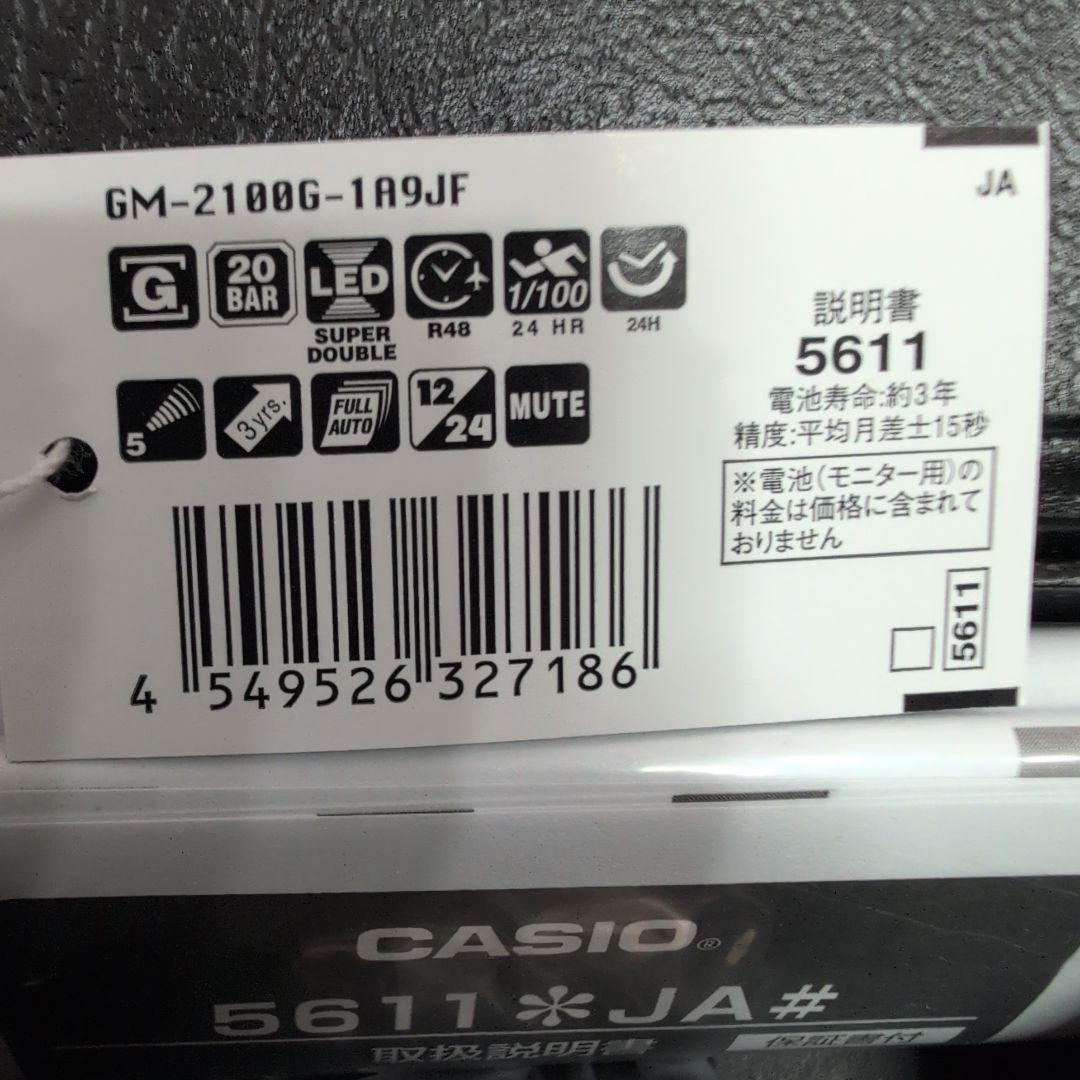 GM-2100G-1A9JF
JA
G
20
BAR
LED
SUPER
DOUBLE
R48
1/100
24 HR
24H
5
3yrs.
FULL
AUTO
12/24
MUTE
説明書
5611
電池寿命:約3年
精度:平均月差±15秒
※電池(モニター用)の
料金は価格に含まれて
おりません
5611
4 549526 327186
CASIO®
5611＊JA#
取扱説明書
保証書付